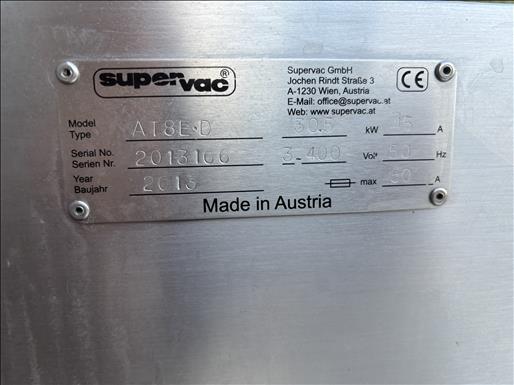 supervac®
Supervac GmbH
Jochen Rindt Straße 3
A-1230 Wien, Austria
E-Mail: office@supervac.at
Web: www.supervac.at
CE
Model
Type
AT8E-D
30.5 kW 15 A
Serial No.
Serien Nr.
2013166
3-400 Volt 50 Hz
Year
Baujahr
2013
max A
Made in Austria